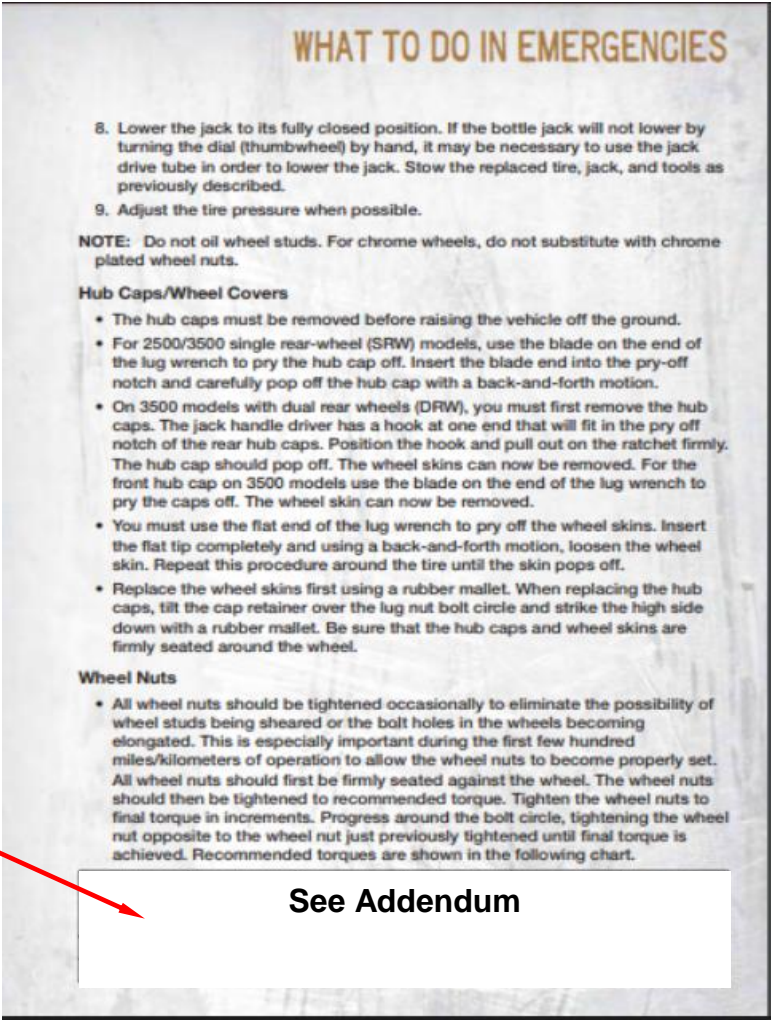 WHAT TO DO IN EMERGENCIES
8. Lower the jack to its fully closed position. If the bottle jack will not lower by
turning the dial (thumbwheel) by hand, it may be necessary to use the jack
drive tube in order to lower the jack. Stow the replaced tire, jack, and tools as
previously described.
9. Adjust the tire pressure when possible.
NOTE: Do not oil wheel studs. For chrome wheels, do not substitute with chrome
plated wheel nuts.
Hub Caps/Wheel Covers
• The hub caps must be removed before raising the vehicle off the ground.
• For 2500/3500 single rear-wheel (SRW) models, use the blade on the end of
the lug wrench to pry the hub cap off. Insert the blade end into the pry-off
notch and carefully pop off the hub cap with a back-and-forth motion.
• On 3500 models with dual rear wheels (DRW), you must first remove the hub
caps. The jack handle driver has a hook at one end that will fit in the pry off
notch of the rear hub caps. Position the hook and pull out on the ratchet firmly.
The hub cap should pop off. The wheel skins can now be removed. For the
front hub cap on 3500 models use the blade on the end of the lug wrench to
pry the caps off. The wheel skin can now be removed.
• You must use the flat end of the lug wrench to pry off the wheel skins. Insert
the flat tip completely and using a back-and-forth motion, loosen the wheel
skin. Repeat this procedure around the tire until the skin pops off.
• Replace the wheel skins first using a rubber mallet. When replacing the hub
caps, tilt the cap retainer over the lug nut bolt circle and strike the high side
down with a rubber mallet. Be sure that the hub caps and wheel skins are
firmly seated around the wheel.
Wheel Nuts
• All wheel nuts should be tightened occasionally to eliminate the possibility of
wheel studs being sheared or the bolt holes in the wheels becoming
elongated. This is especially important during the first few hundred
miles/kilometers of operation to allow the wheel nuts to become properly set.
All wheel nuts should first be firmly seated against the wheel. The wheel nuts
should then be tightened to recommended torque. Tighten the wheel nuts to
final torque in increments. Progress around the bolt circle, tightening the wheel
nut opposite to the wheel nut just previously tightened until final torque is
achieved. Recommended torques are shown in the following chart.
See Addendum